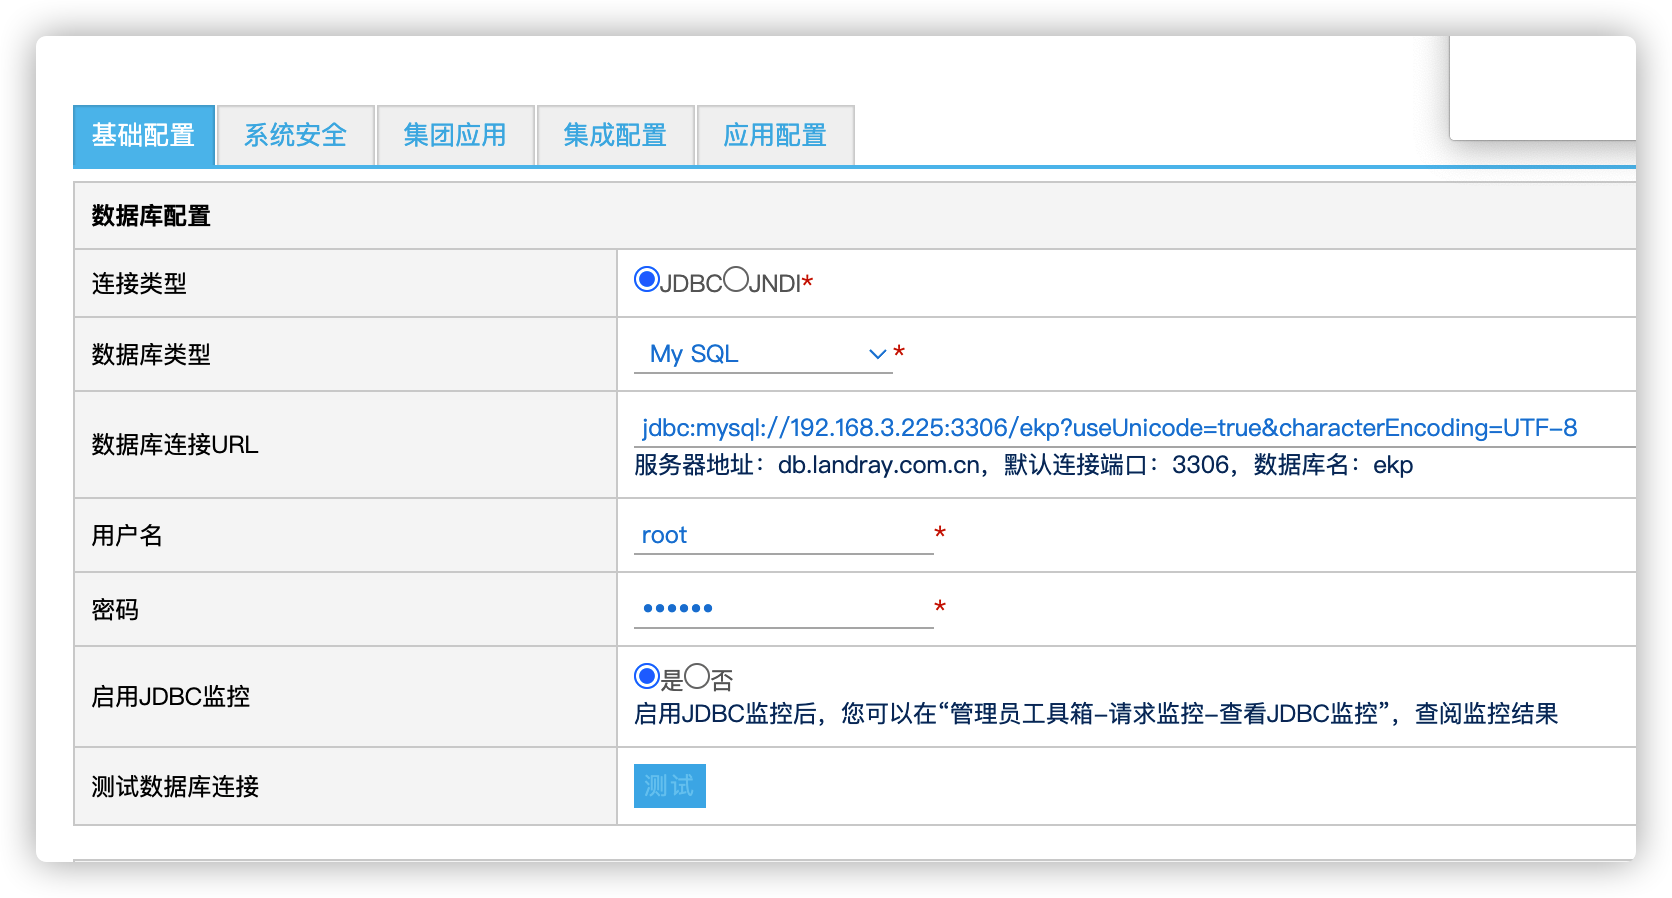 基础配置 系统安全 集团应用 集成配置 应用配置
数据库配置
连接类型 JDBC JNDI*
数据库类型 My SQL *
数据库连接URL jdbc:mysql://192.168.3.225:3306/ekp?useUnicode=true&characterEncoding=UTF-8
服务器地址：db.landray.com.cn，默认连接端口：3306，数据库名：ekp
用户名 root *
密码 •••••• *
启用JDBC监控 是 否
启用JDBC监控后，您可以在“管理员工具箱-请求监控-查看JDBC监控”，查阅监控结果
测试数据库连接 测试